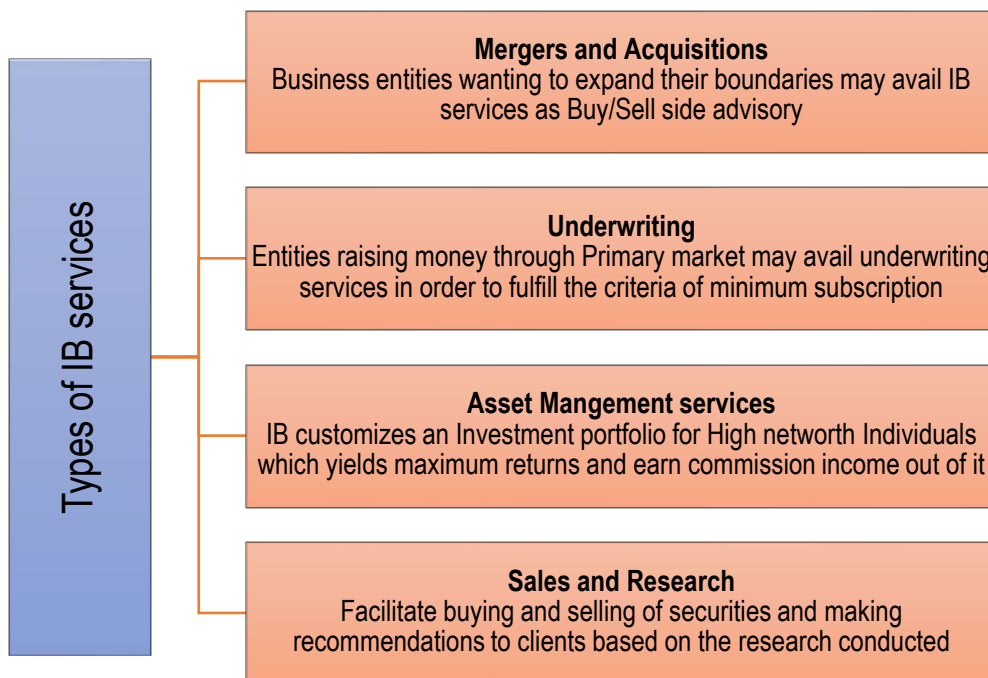 Types of IB services
Mergers and Acquisitions
Business entities wanting to expand their boundaries may avail IB
services as Buy/Sell side advisory
Underwriting
Entities raising money through Primary market may avail underwriting
services in order to fulfill the criteria of minimum subscription
Asset Mangement services
IB customizes an Investment portfolio for High networth Individuals
which yields maximum returns and earn commission income out of it
Sales and Research
Facilitate buying and selling of securities and making
recommendations to clients based on the research conducted